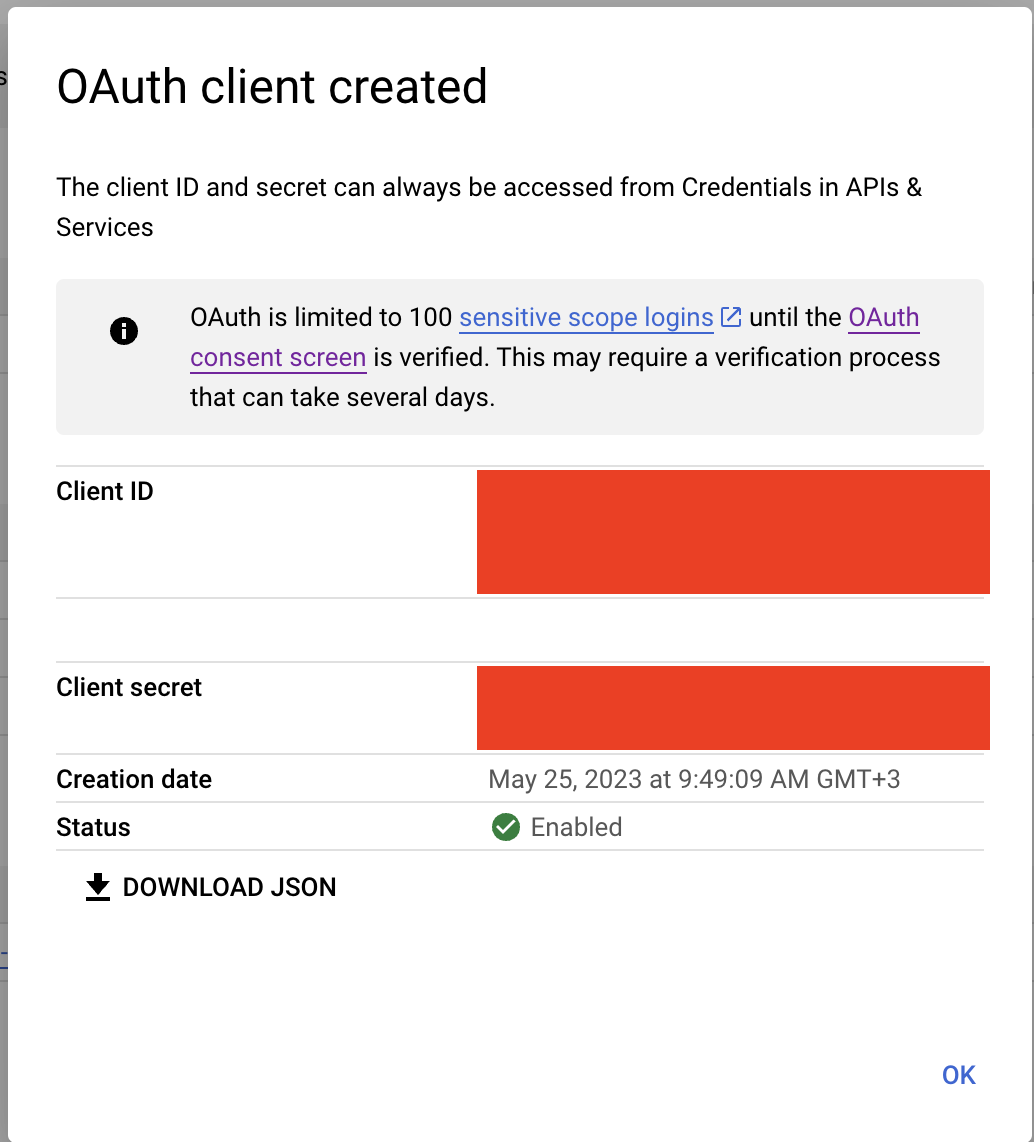 OAuth client created
The client ID and secret can always be accessed from Credentials in APIs &
Services
OAuth is limited to 100 sensitive scope logins until the OAuth
consent screen is verified. This may require a verification process
that can take several days.
Client ID
Client secret
Creation date May 25, 2023 at 9:49:09 AM GMT+3
Status Enabled
DOWNLOAD JSON
OK